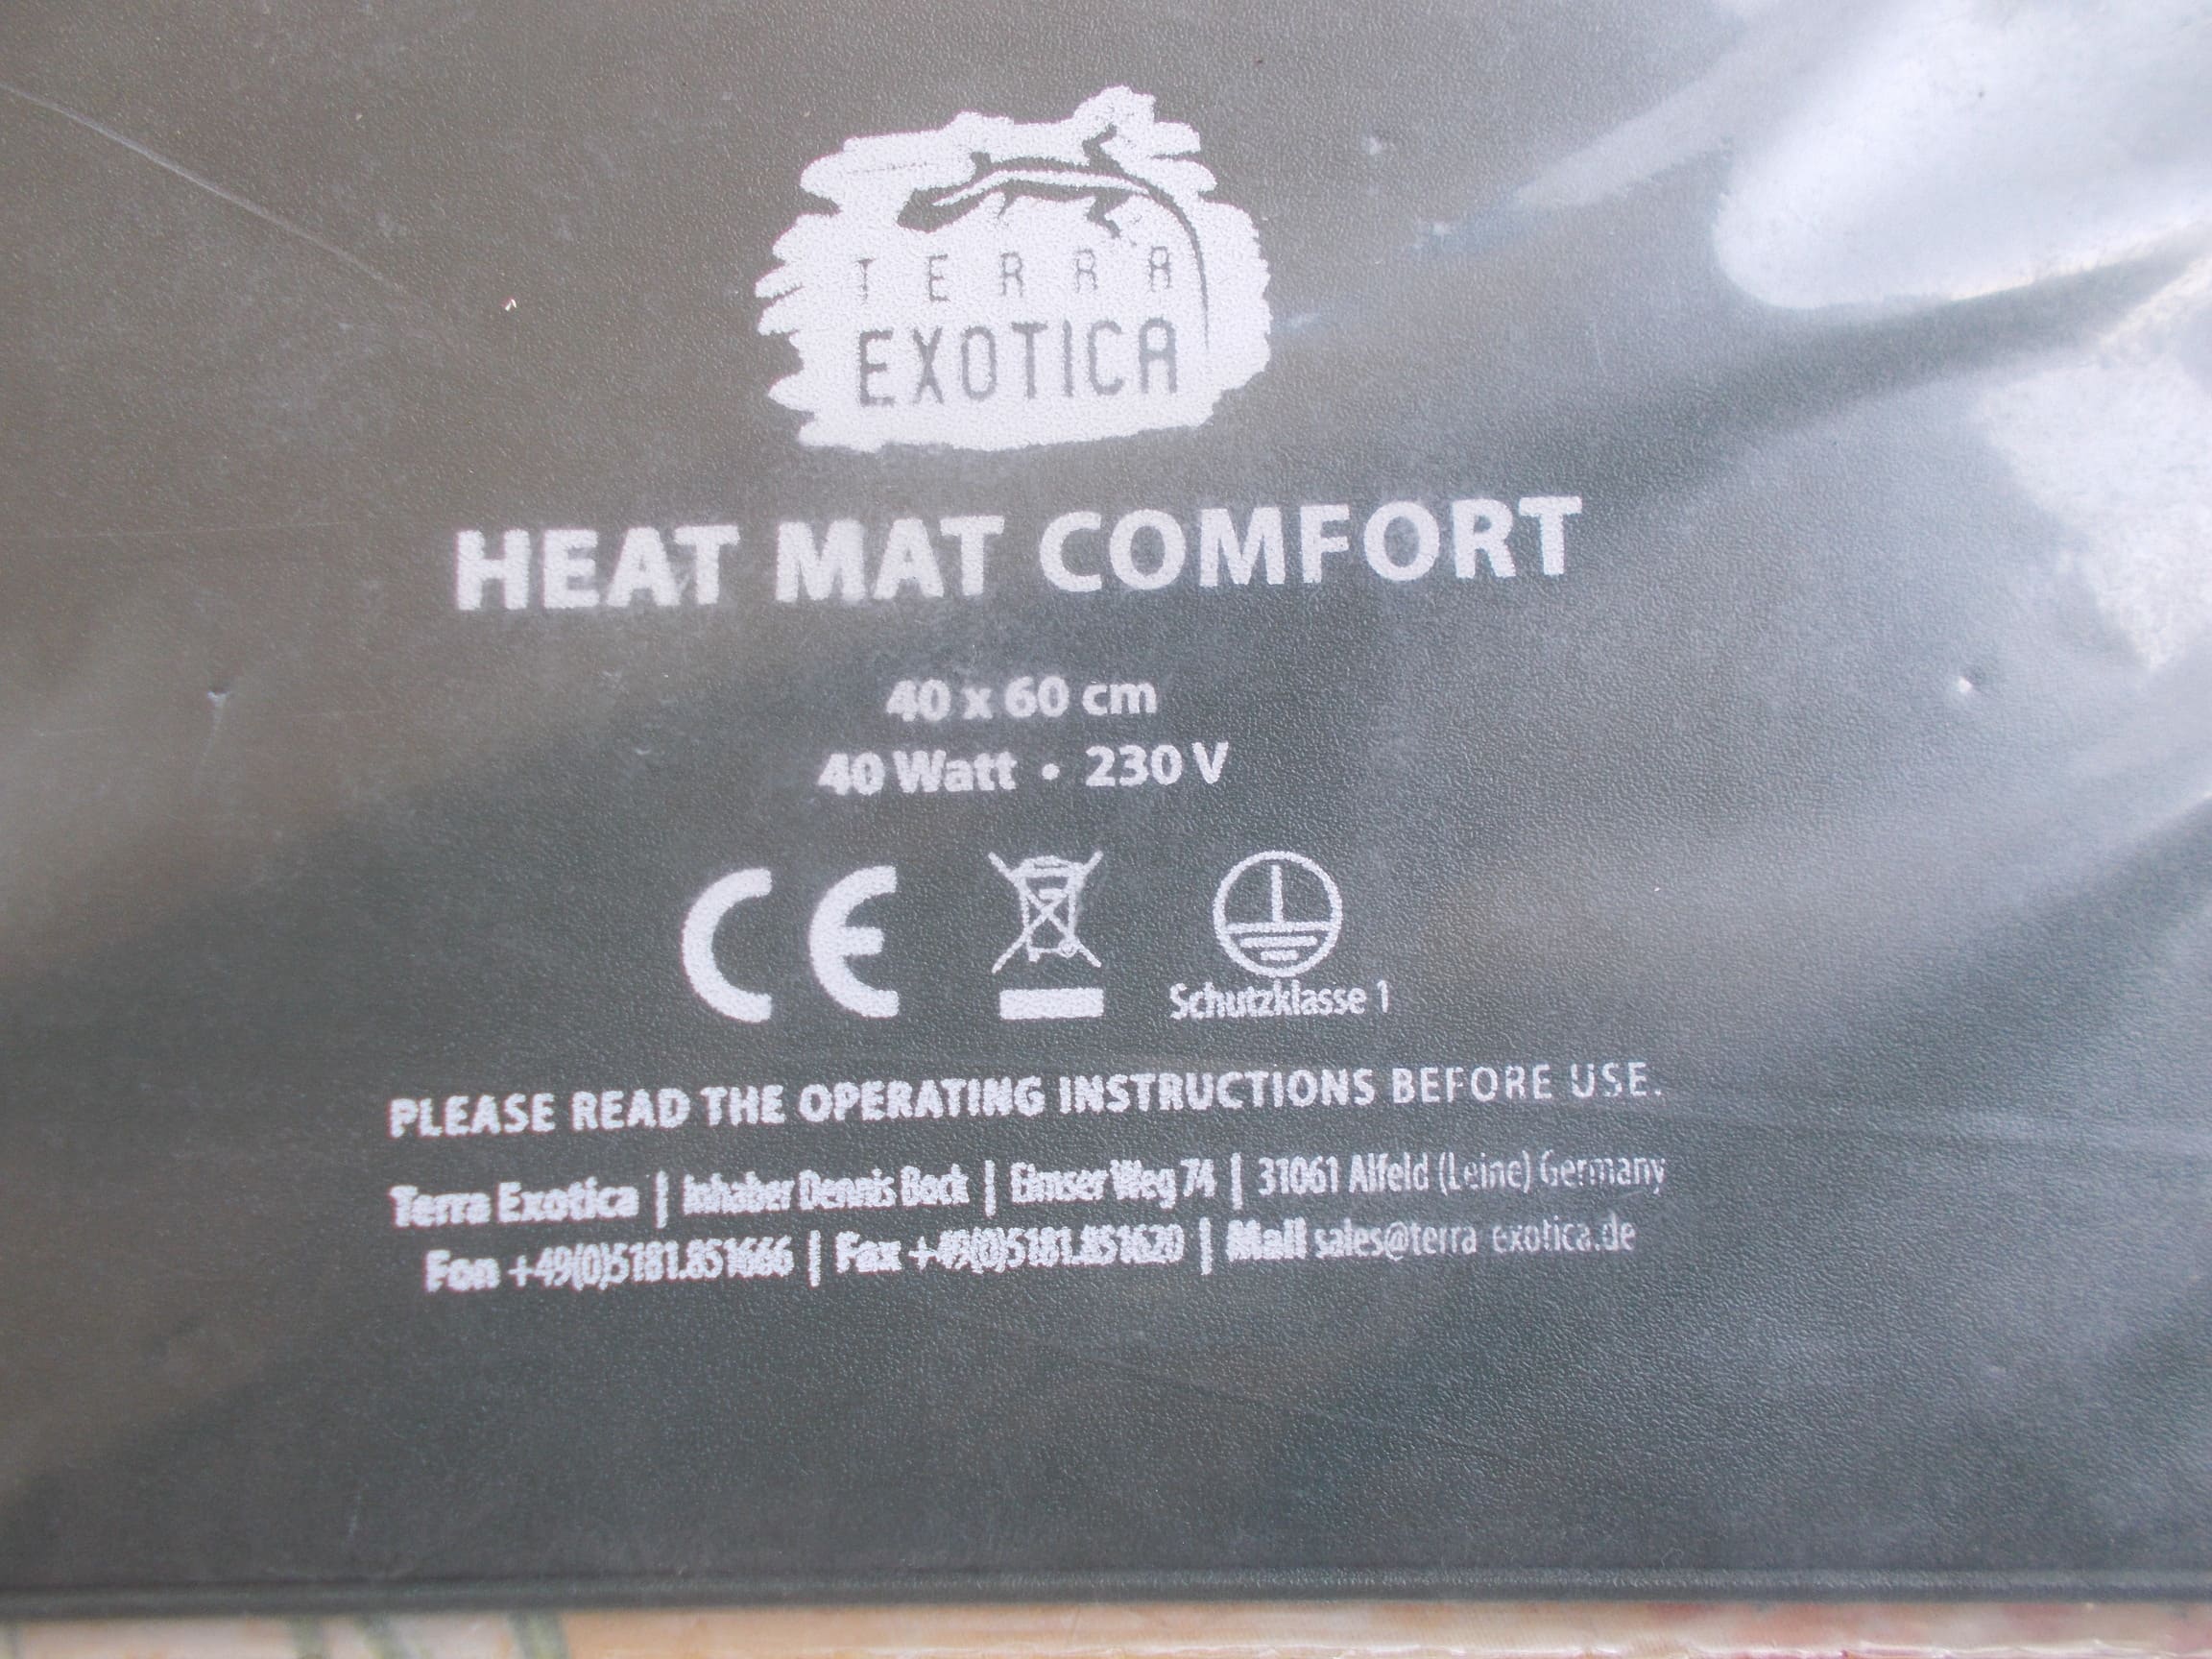 TERRA
EXOTICA
HEAT MAT COMFORT
40 x 60 cm
40 Watt • 230 V
CE
Schutzklasse 1
PLEASE READ THE OPERATING INSTRUCTIONS BEFORE USE.
Terra Exotica | Inhaber Dennis Beck | Eimser Weg 74 | 31061 Alfeld (Leine) Germany
Fon +49(0)5181.851666 | Fax +49(0)5181.851620 | Mail sales@terra-exotica.de